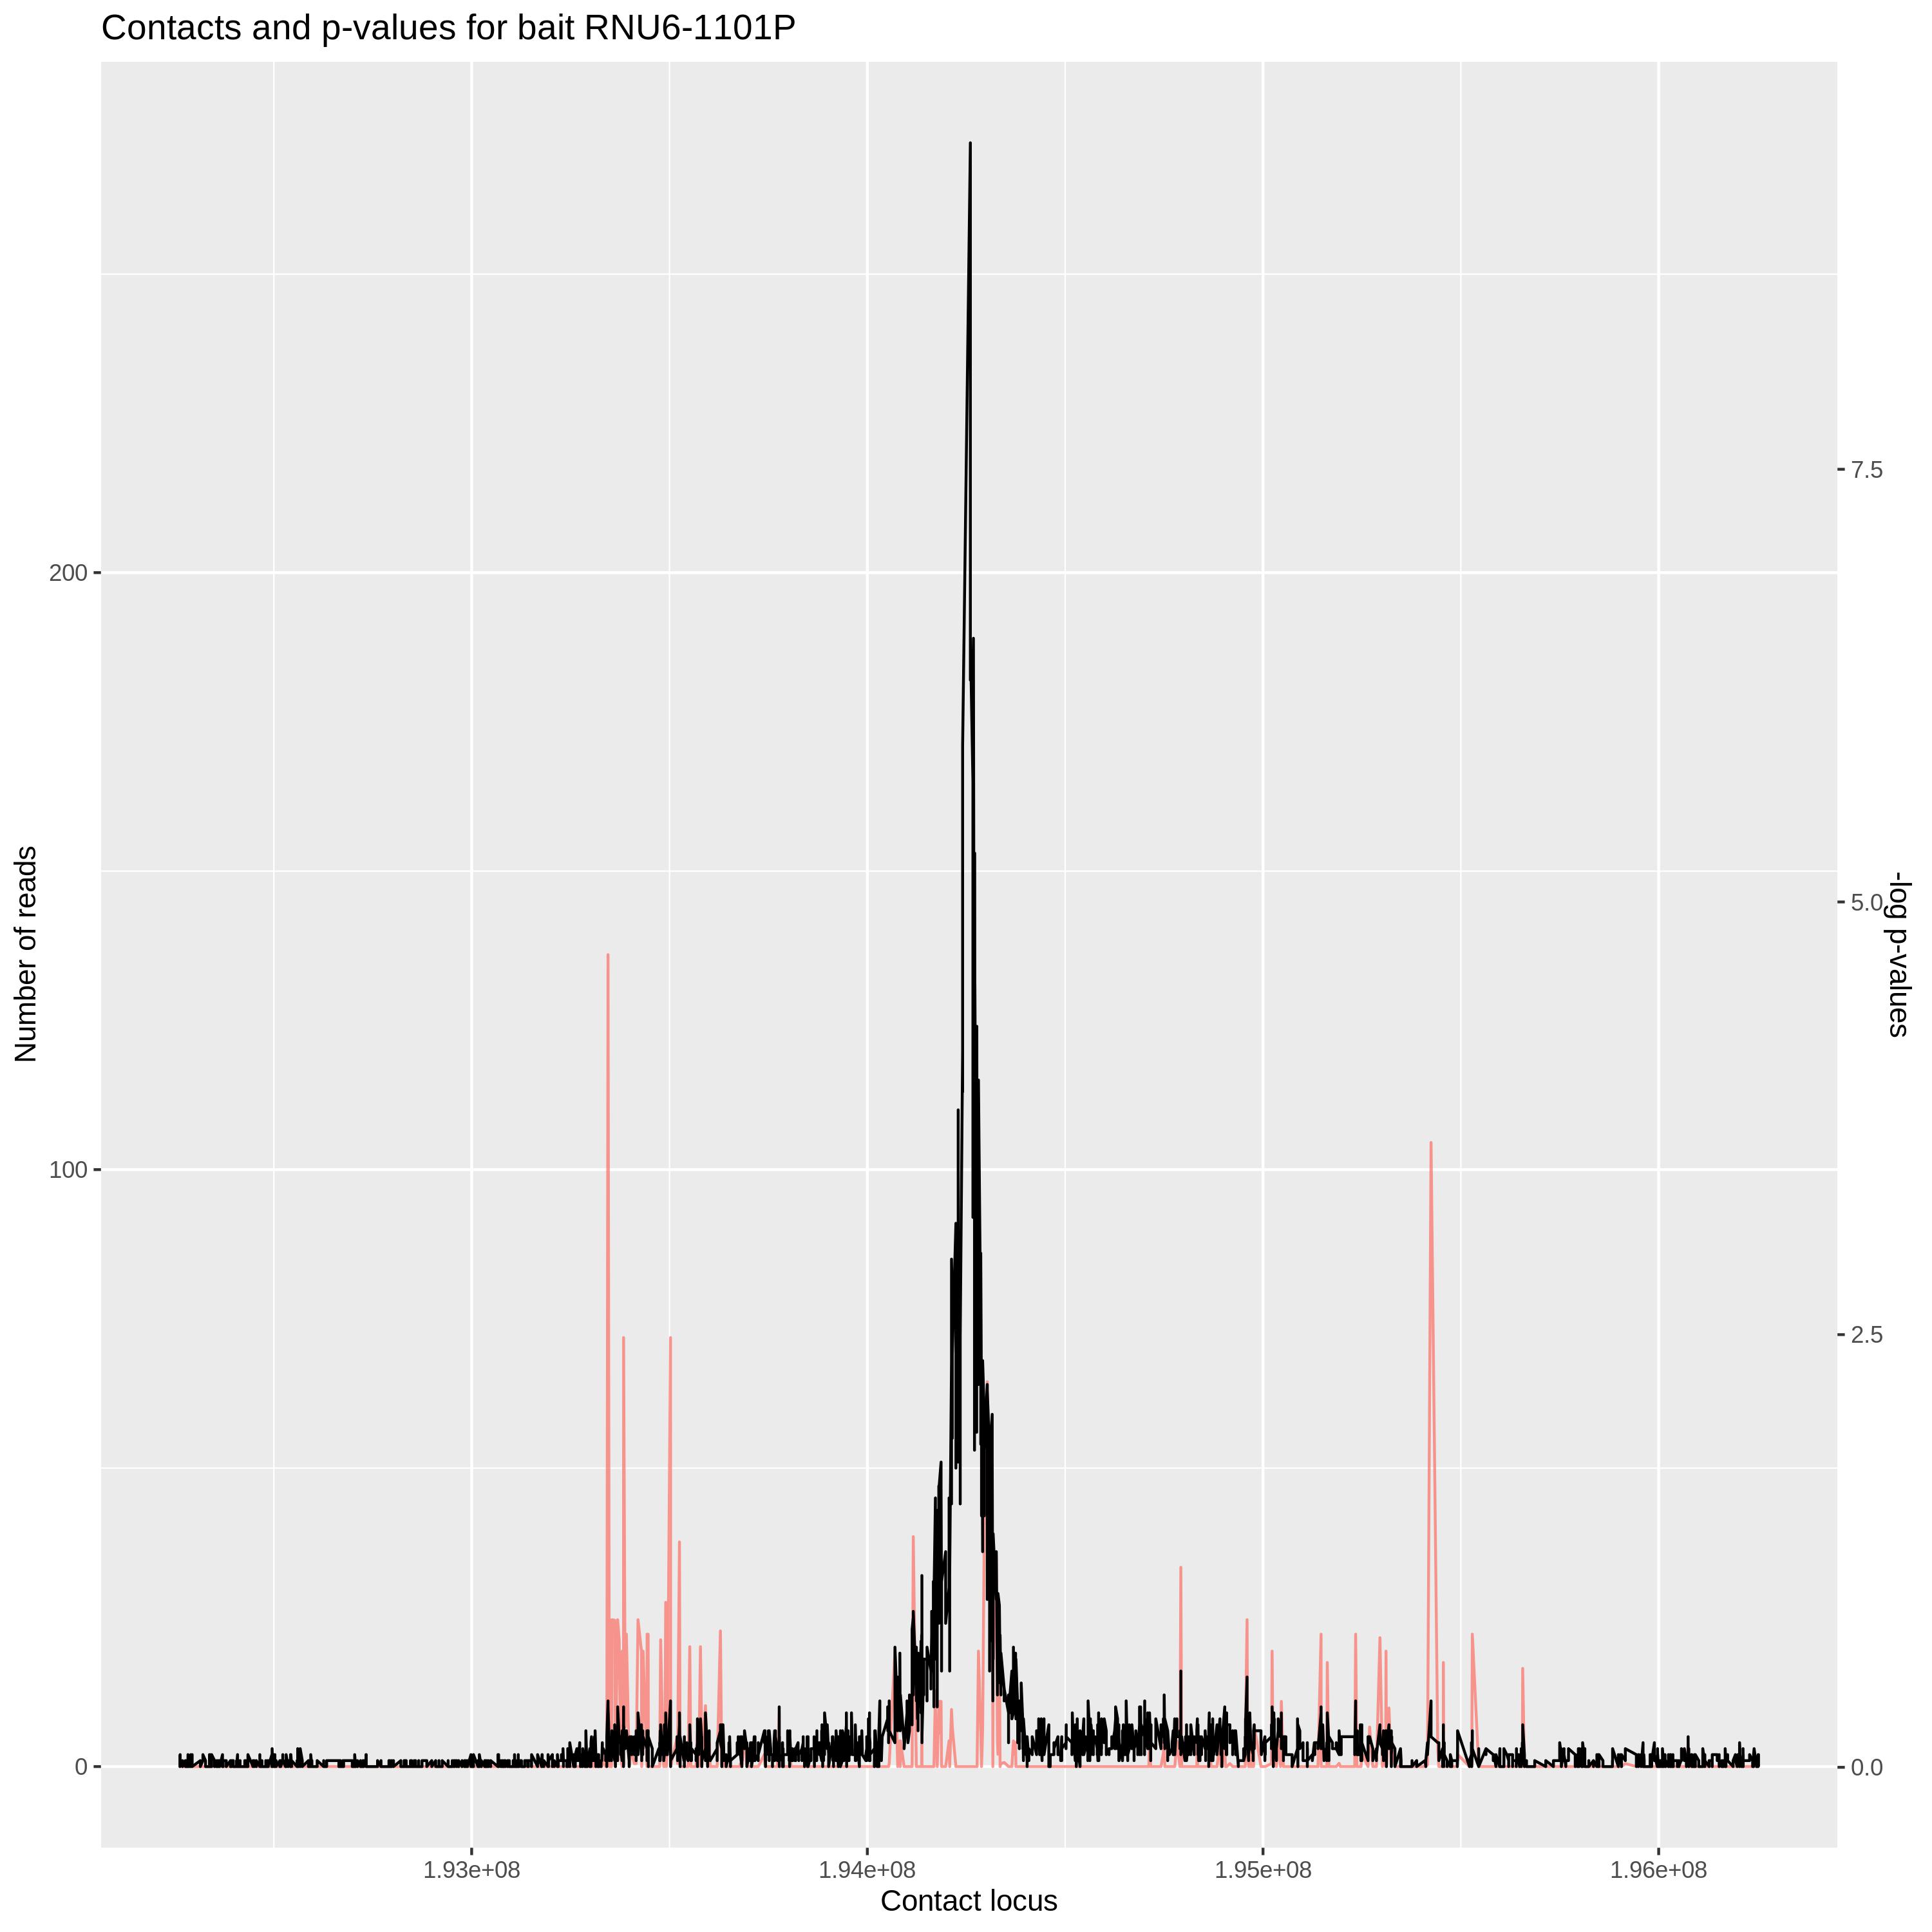 Contacts and p-values for bait RNU6-1101P
Number of reads
200
100
0
7.5
5.0
2.5
0.0
-log p-values
1.93e+08
1.94e+08
1.95e+08
1.96e+08
Contact locus